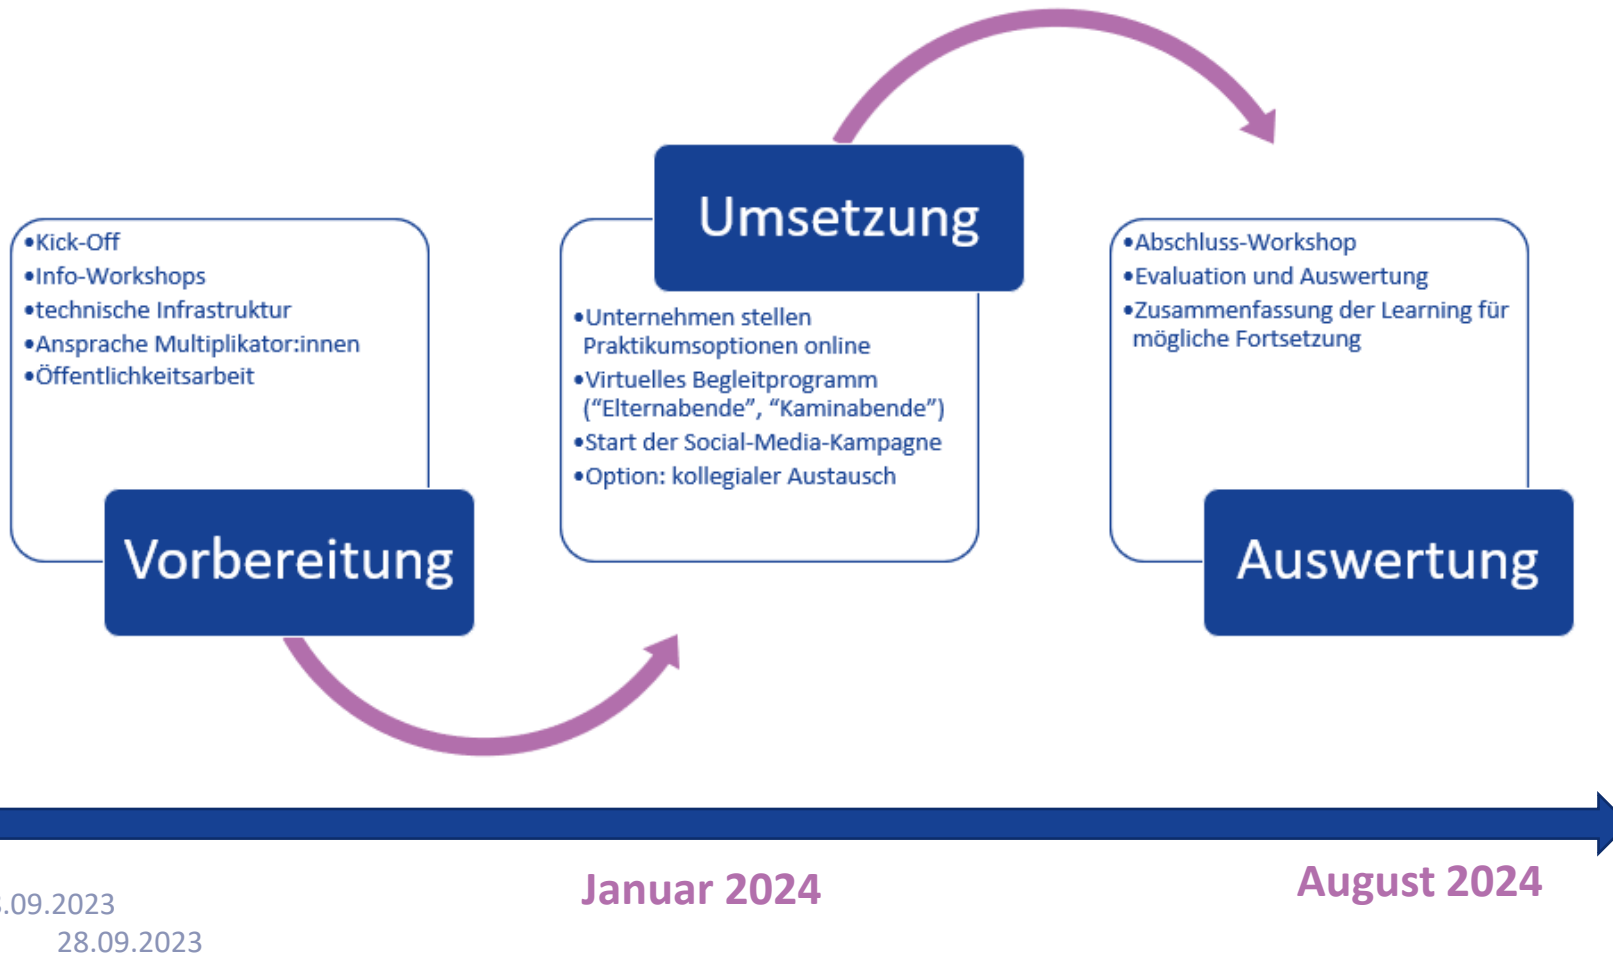 •Kick-Off
•Info-Workshops
•technische Infrastruktur
•Ansprache Multiplikator:innen
•Öffentlichkeitsarbeit
Vorbereitung
Umsetzung
•Unternehmen stellen
Praktikumsoptionen online
•Virtuelles Begleitprogramm
(“Elternabende”, “Kaminabende”)
•Start der Social-Media-Kampagne
•Option: kollegialer Austausch
•Abschluss-Workshop
•Evaluation und Auswertung
•Zusammenfassung der Learning für
mögliche Fortsetzung
Auswertung
Januar 2024
August 2024
.09.2023
28.09.2023